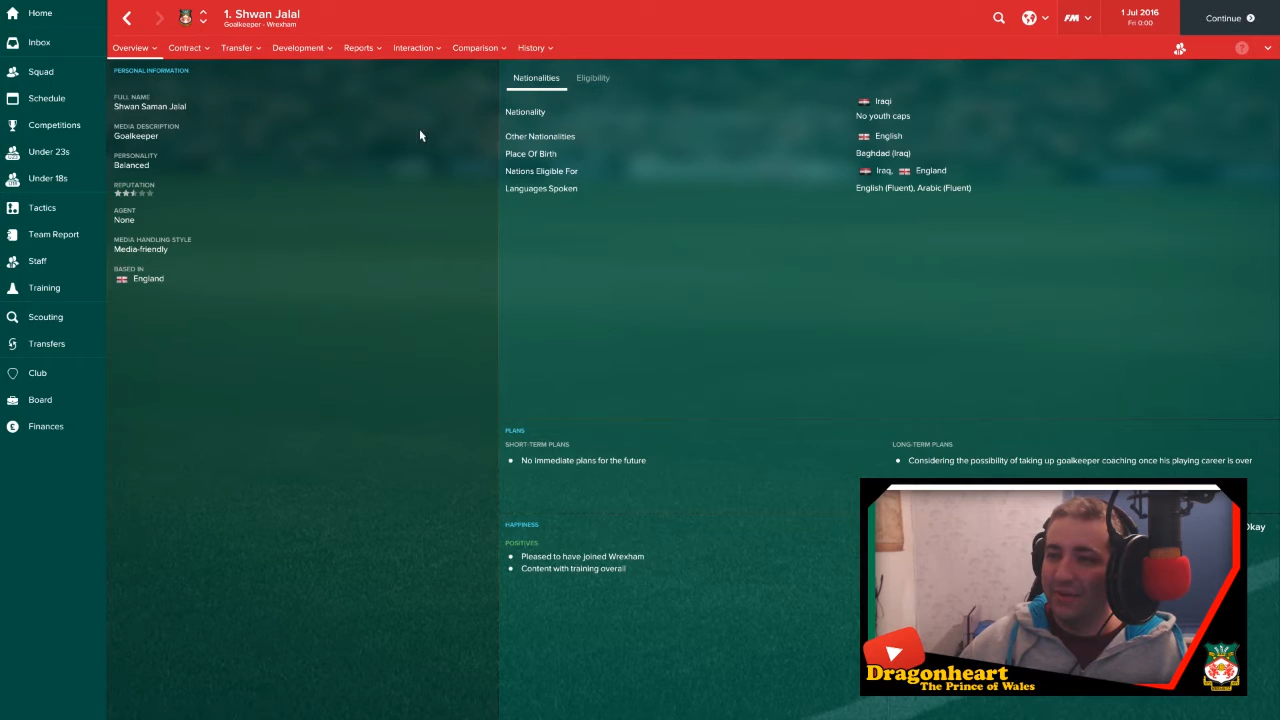 Home
Inbox
Squad
Schedule
Competitions
Under 23s
Under 18s
Tactics
Team Report
Staff
Training
Scouting
Transfers
Club
Board
Finances
1. Shwan Jalal
Goalkeeper - Wrexham
FM
1 Jul 2016
Fri 0:00
Continue
Overview
Contract
Transfer
Development
Reports
Interaction
Comparison
History
PERSONAL INFORMATION
FULL NAME
Shwan Saman Jalal
MEDIA DESCRIPTION
Goalkeeper
PERSONALITY
Balanced
REPUTATION
AGENT
None
MEDIA HANDLING STYLE
Media-friendly
BASED IN
England
Nationalities
Eligibility
Nationality
Iraqi
No youth caps
Other Nationalities
English
Place Of Birth
Baghdad (Iraq)
Nations Eligible For
Iraq, England
Languages Spoken
English (Fluent), Arabic (Fluent)
PLANS
SHORT-TERM PLANS
No immediate plans for the future
LONG-TERM PLANS
Considering the possibility of taking up goalkeeper coaching once his playing career is over
HAPPINESS
Okay
POSITIVES
Pleased to have joined Wrexham
Content with training overall
Dragonheart
The Prince of Wales